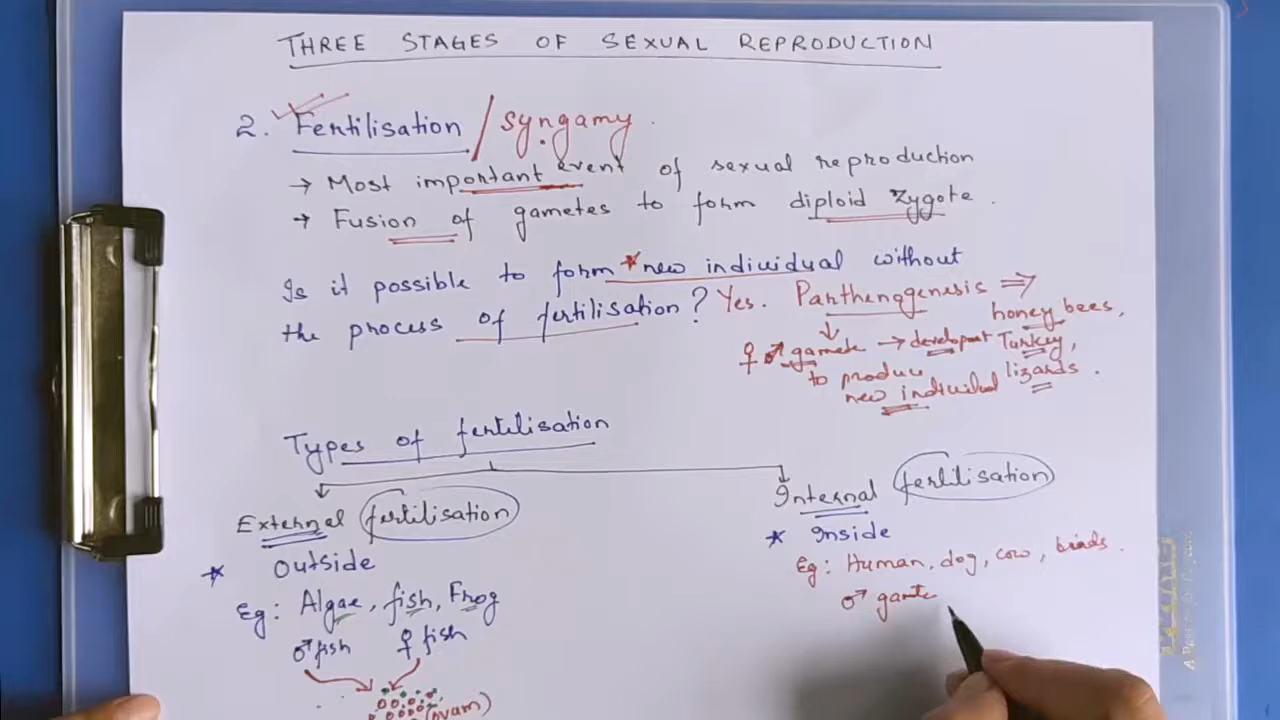 THREE STAGES OF SEXUAL REPRODUCTION
2. Fertilisation / Syngamy.
→ Most important event of sexual reproduction
→ Fusion of gametes to form diploid zygote.
Is it possible to form *new individual without
the process of fertilisation? Yes. Parthenogenesis ⇒
honey bees,
Turkey,
lizards.
↓
♀ ♂ gamete → development
to produce
new individual
Types of fertilisation
External fertilisation
* Outside
Eg: Algae, fish, Frog
♂ fish ♀ fish
(ovam)
Internal fertilisation
* Inside
Eg: Human, dog, cow, birds.
♂ gamte